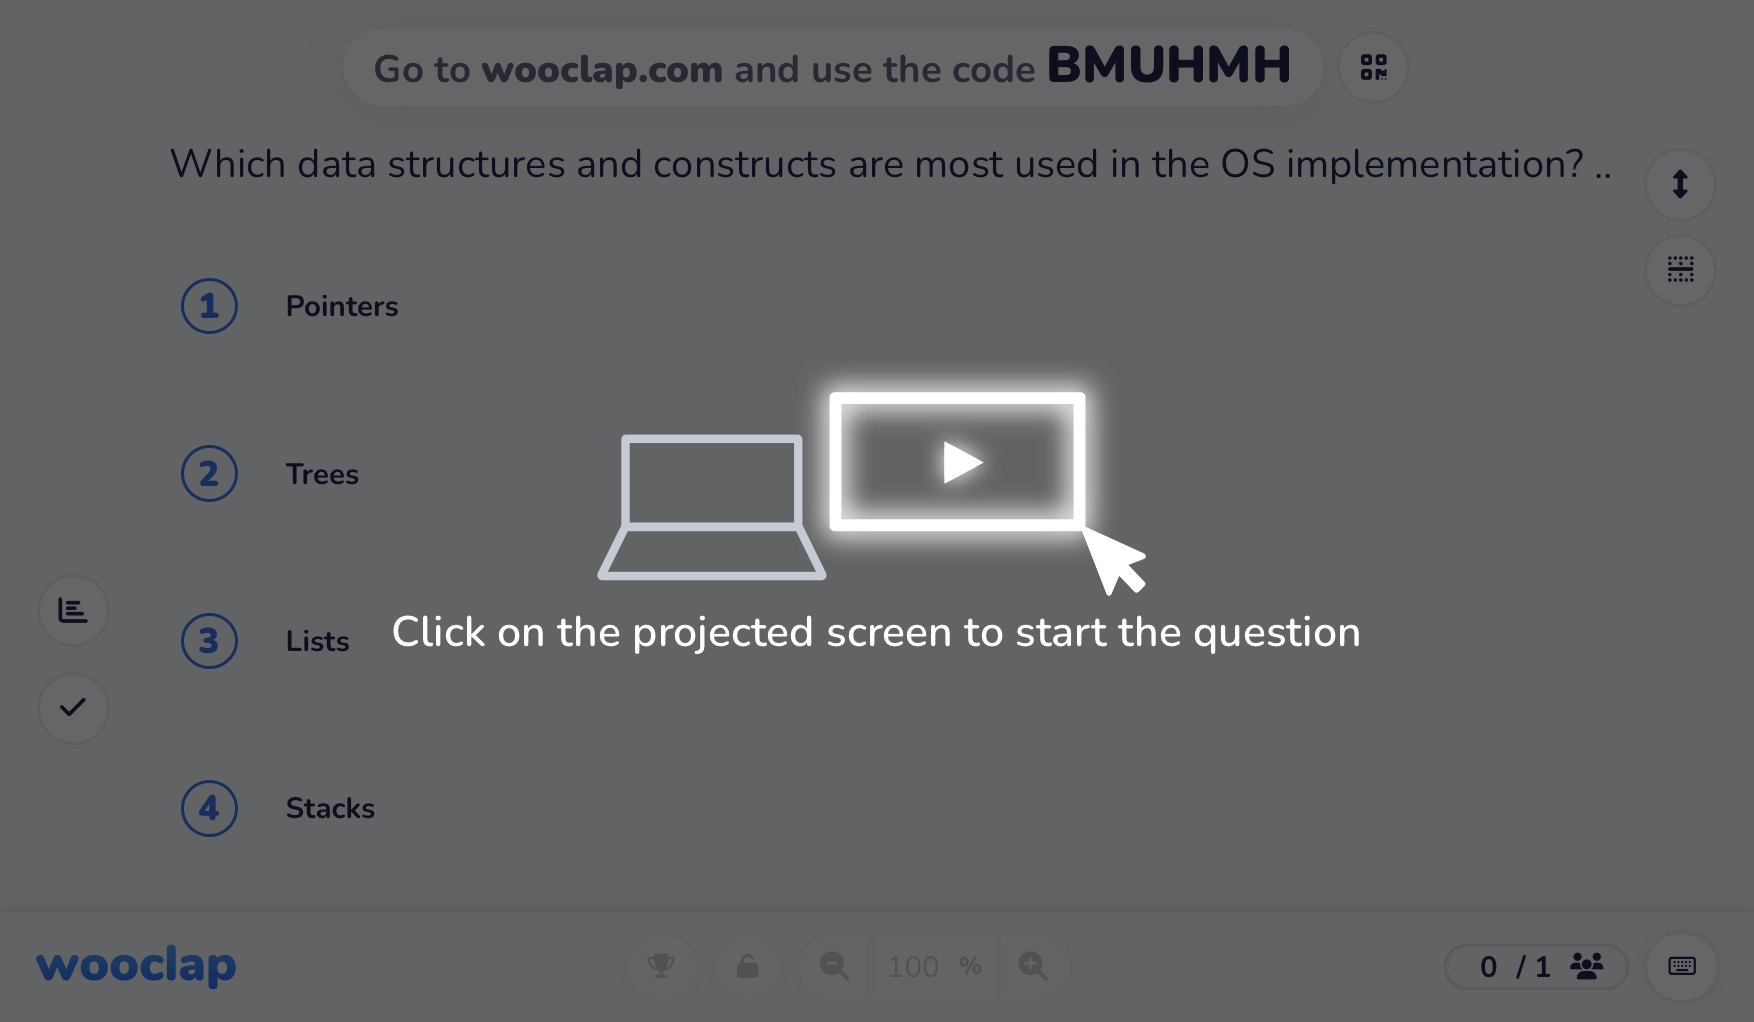 Go to wooclap.com and use the code BMUHMH
Which data structures and constructs are most used in the OS implementation? ..
1 Pointers
2 Trees
3 Lists
Click on the projected screen to start the question
4 Stacks
wooclap
100 %
0 / 1